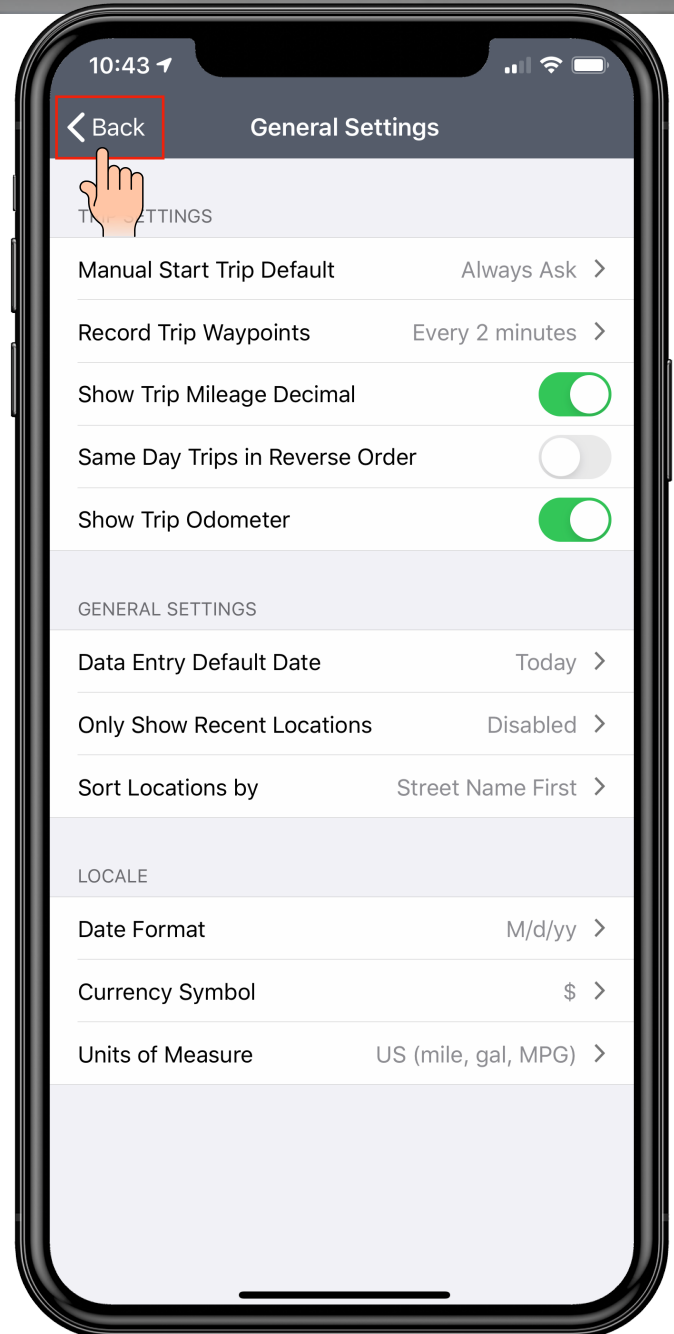 10:43
Back General Settings
TRIP SETTINGS
Manual Start Trip Default Always Ask
Record Trip Waypoints Every 2 minutes
Show Trip Mileage Decimal
Same Day Trips in Reverse Order
Show Trip Odometer
GENERAL SETTINGS
Data Entry Default Date Today
Only Show Recent Locations Disabled
Sort Locations by Street Name First
LOCALE
Date Format M/d/yy
Currency Symbol $
Units of Measure US (mile, gal, MPG)